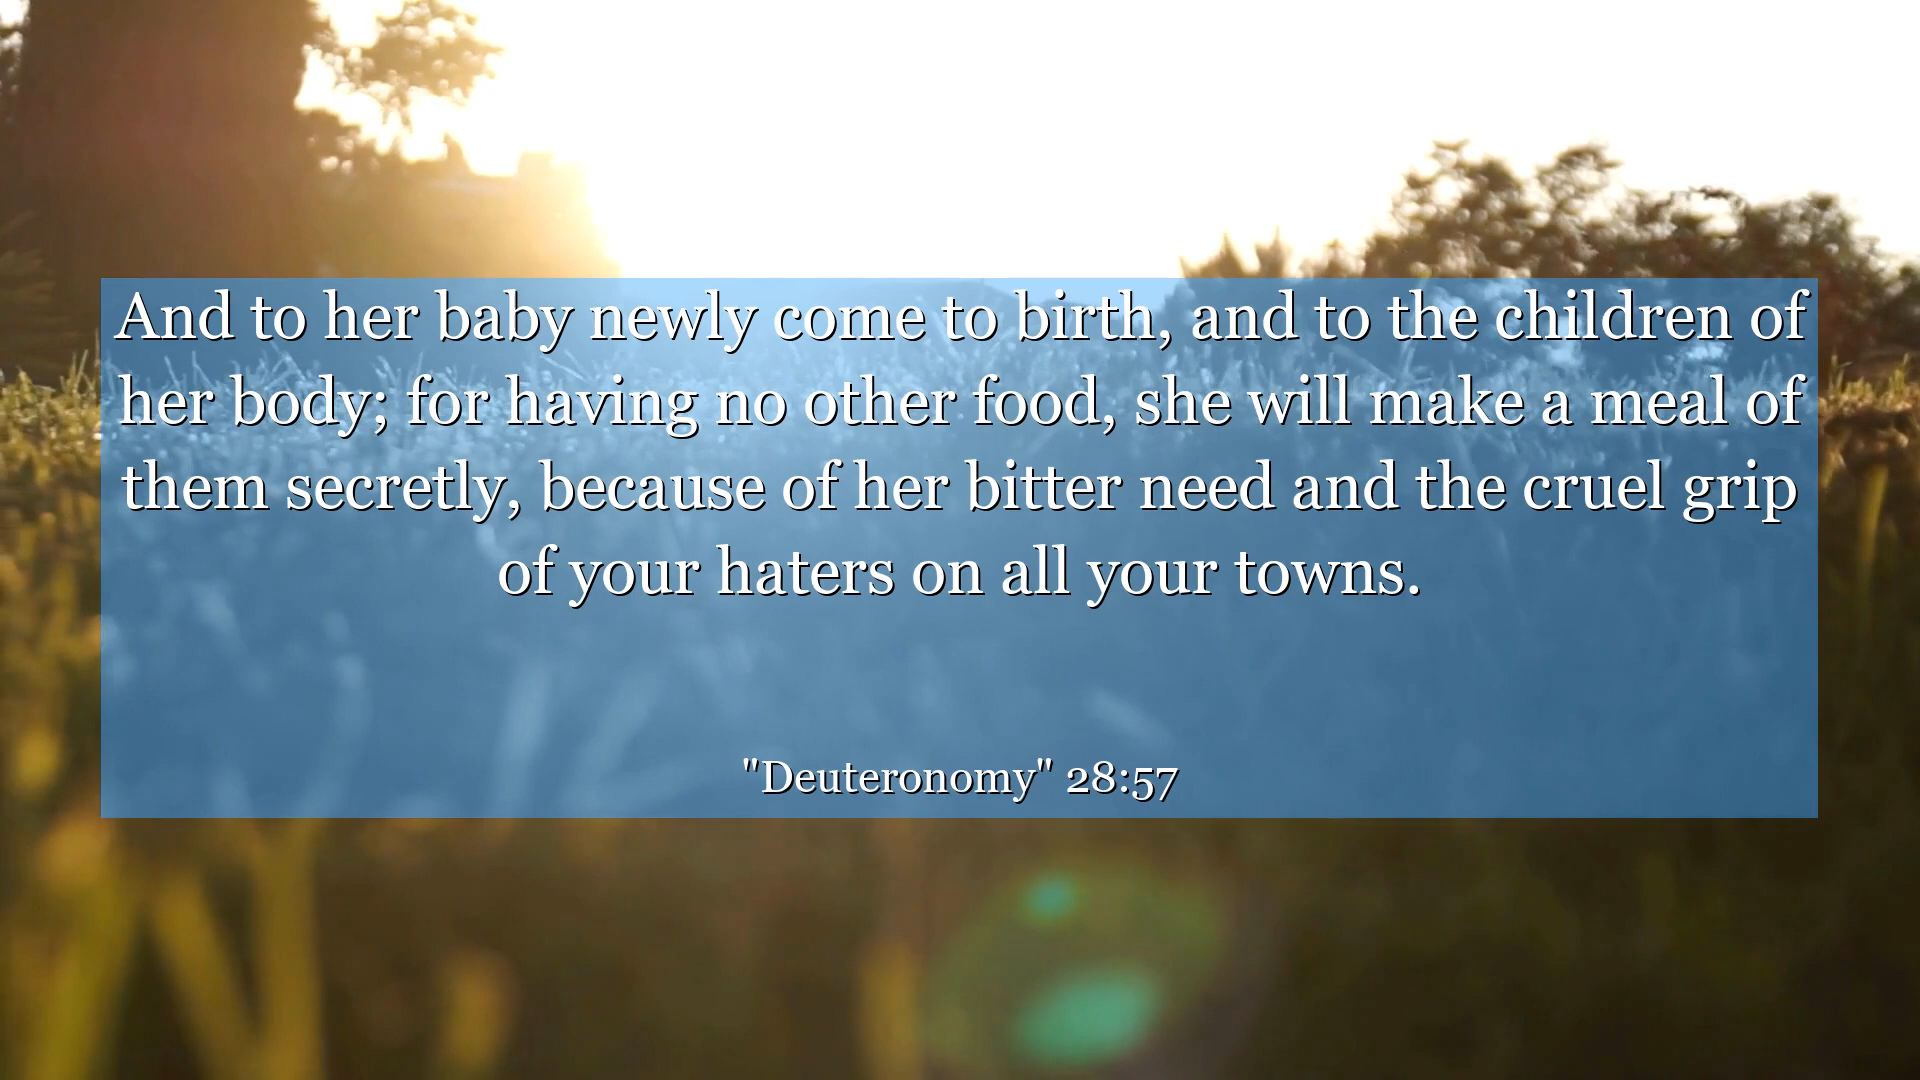 And to her baby newly come to birth, and to the children of
her body; for having no other food, she will make a meal of
them secretly, because of her bitter need and the cruel grip
of your haters on all your towns.
"Deuteronomy" 28:57